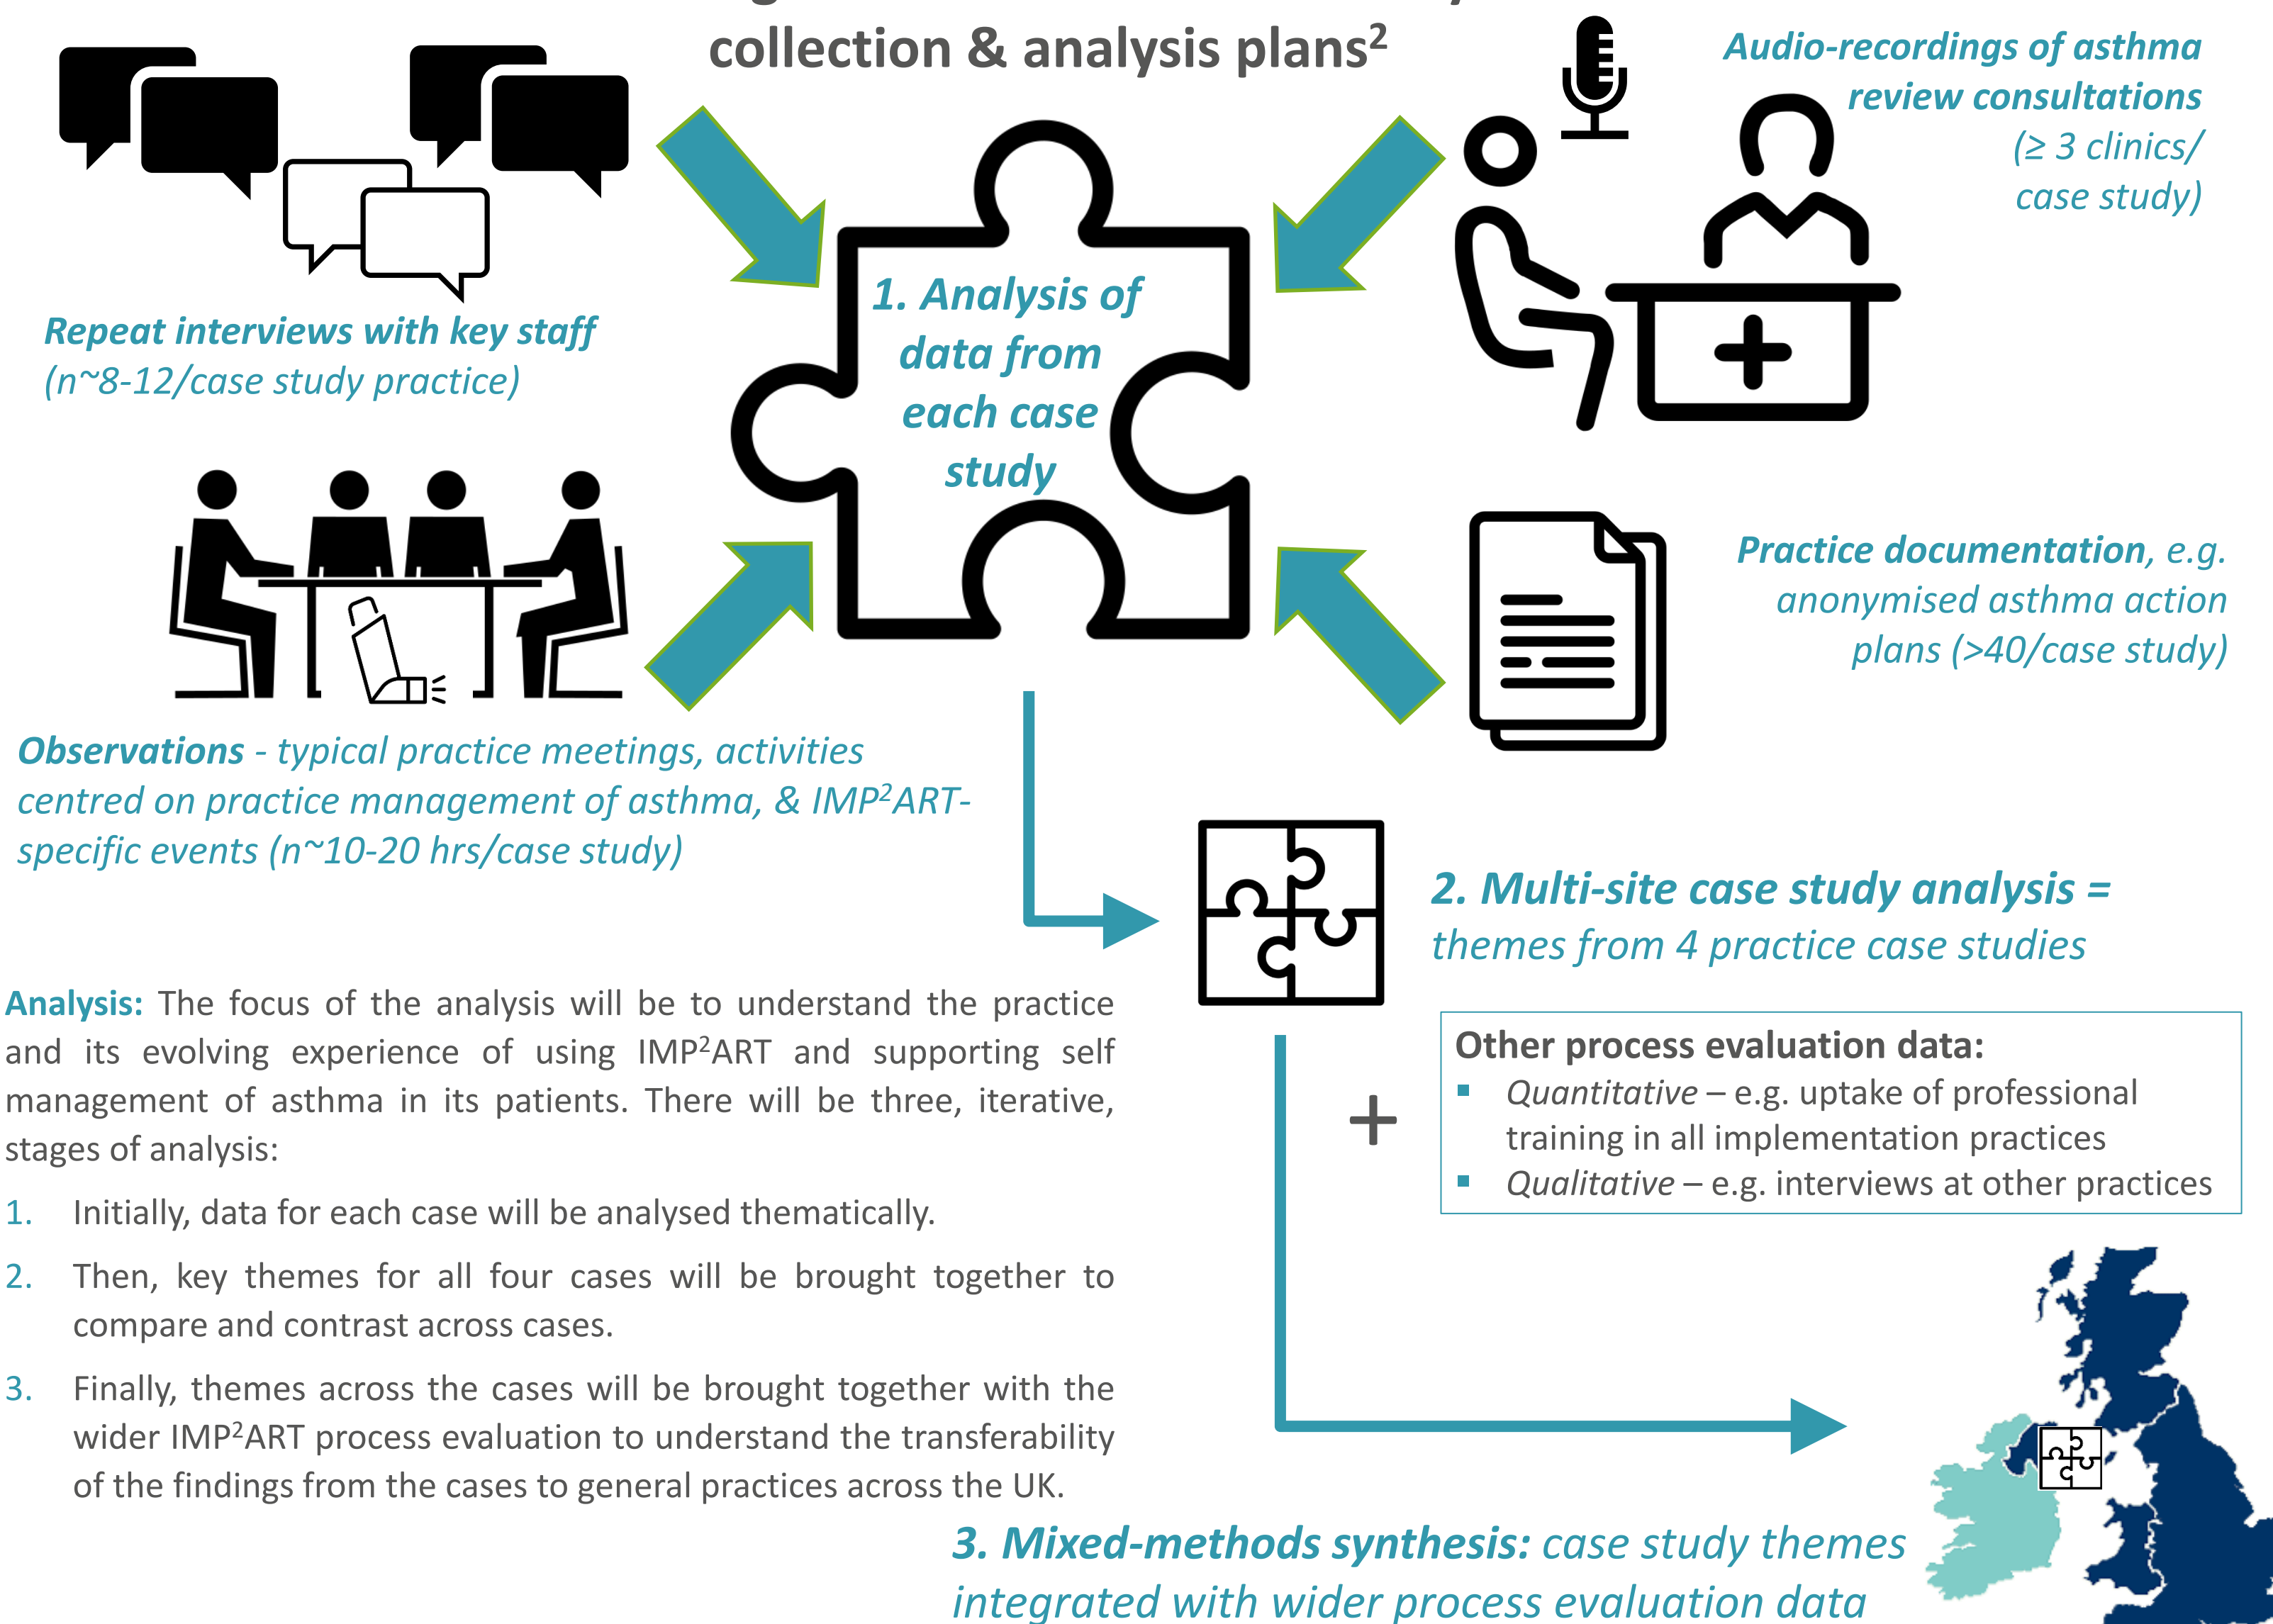 collection & analysis plans²
Audio-recordings of asthma
review consultations
(≥ 3 clinics/
case study)
Repeat interviews with key staff
(n~8-12/case study practice)
1. Analysis of
data from
each case
study
Practice documentation, e.g.
anonymised asthma action
plans (>40/case study)
Observations - typical practice meetings, activities
centred on practice management of asthma, & IMP²ART-
specific events (n~10-20 hrs/case study)
2. Multi-site case study analysis =
themes from 4 practice case studies
Analysis: The focus of the analysis will be to understand the practice
and its evolving experience of using IMP²ART and supporting self
management of asthma in its patients. There will be three, iterative,
stages of analysis:
1. Initially, data for each case will be analysed thematically.
2. Then, key themes for all four cases will be brought together to
compare and contrast across cases.
3. Finally, themes across the cases will be brought together with the
wider IMP²ART process evaluation to understand the transferability
of the findings from the cases to general practices across the UK.
+
Other process evaluation data:
▪ Quantitative – e.g. uptake of professional
training in all implementation practices
▪ Qualitative – e.g. interviews at other practices
3. Mixed-methods synthesis: case study themes
integrated with wider process evaluation data